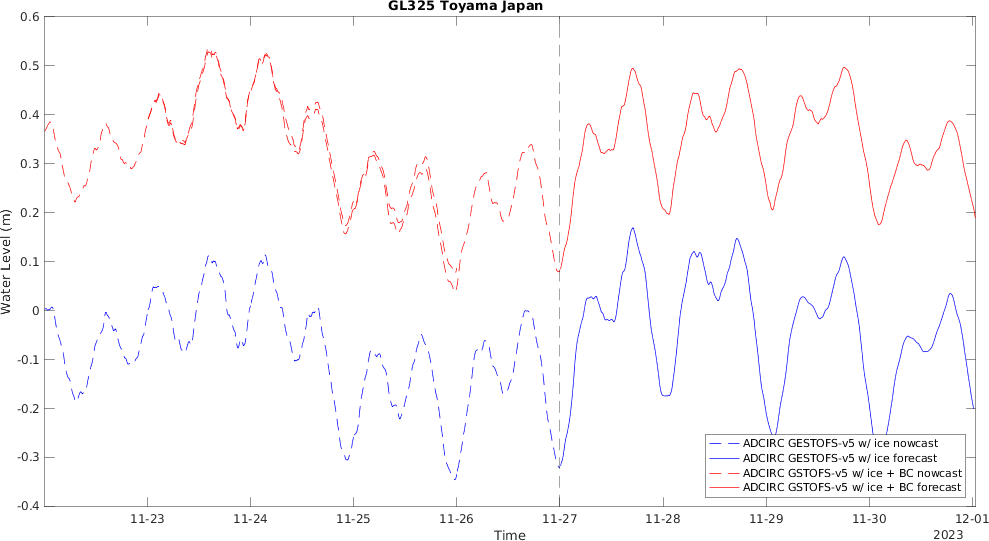 GL325 Toyama Japan
0.6
0.5
0.4
0.3
0.2
0.1
0
-0.1
-0.2
-0.3
-0.4
Water Level (m)
ADCIRC GESTOFS-v5 w/ ice nowcast
ADCIRC GESTOFS-v5 w/ ice forecast
ADCIRC GSTOFS-v5 w/ ice + BC nowcast
ADCIRC GSTOFS-v5 w/ ice + BC forecast
11-23 11-24 11-25 11-26 11-27 11-28 11-29 11-30 12-01
Time
2023